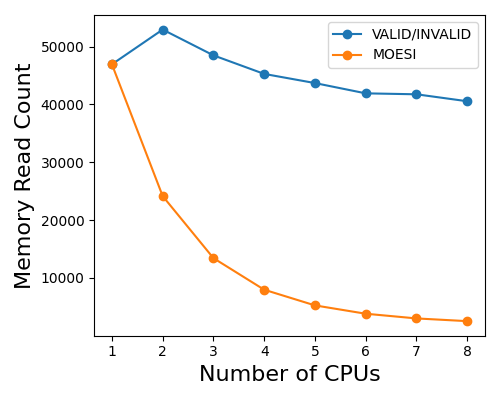 VALID/INVALID
MOESI
Memory Read Count
50000
40000
30000
20000
10000
1 2 3 4 5 6 7 8
Number of CPUs